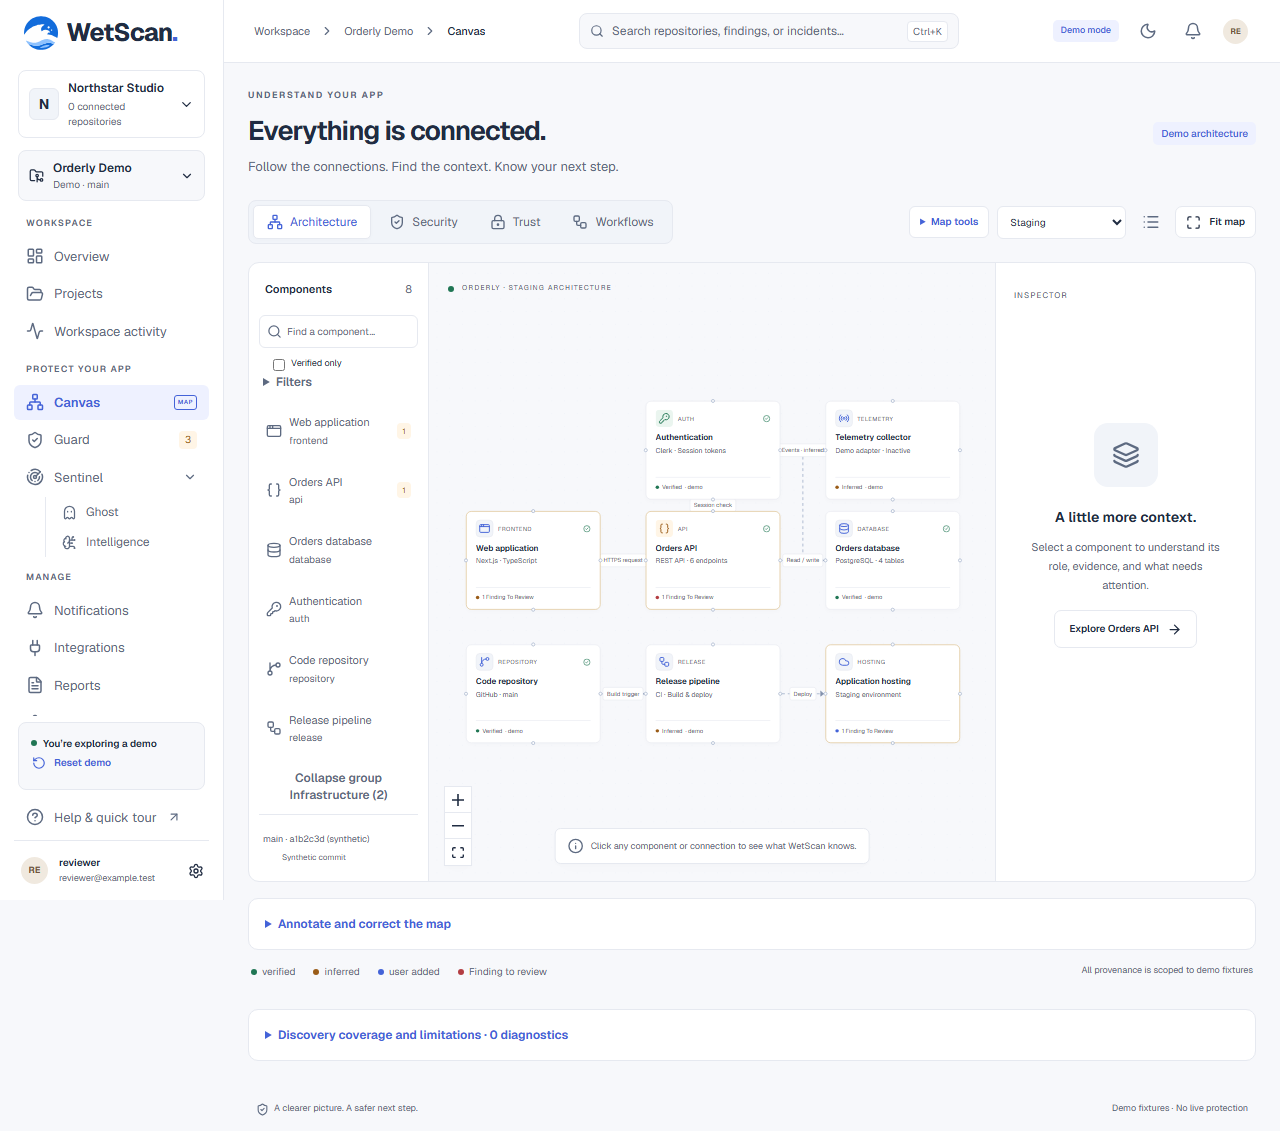 WetScan.
N
Northstar Studio
0 connected
repositories
Orderly Demo
Demo · main
WORKSPACE
Overview
Projects
Workspace activity
PROTECT YOUR APP
Canvas
MAP
Guard
3
Sentinel
Ghost
Intelligence
MANAGE
Notifications
Integrations
Reports
You're exploring a demo
Reset demo
Help & quick tour
RE
reviewer
reviewer@example.test
Workspace
Orderly Demo
Canvas
Search repositories, findings, or incidents...
Ctrl+K
Demo mode
RE
UNDERSTAND YOUR APP
Everything is connected.
Follow the connections. Find the context. Know your next step.
Demo architecture
Architecture
Security
Trust
Workflows
Map tools
Staging
Fit map
Components
8
Find a component...
Verified only
Filters
Web application
frontend
1
Orders API
api
1
Orders database
database
Authentication
auth
Code repository
repository
Release pipeline
release
Collapse group
Infrastructure (2)
main · a1b2c3d (synthetic)
Synthetic commit
ORDERLY · STAGING ARCHITECTURE
AUTH
Authentication
Clerk · Session tokens
Verified · demo
Events · inferred
TELEMETRY
Telemetry collector
Demo adapter · Inactive
Inferred · demo
Session check
FRONTEND
Web application
Next.js · TypeScript
1 Finding To Review
HTTPS request
API
Orders API
REST API · 6 endpoints
1 Finding To Review
Read / write
DATABASE
Orders database
PostgreSQL · 4 tables
Verified · demo
REPOSITORY
Code repository
GitHub · main
Verified · demo
Build trigger
RELEASE
Release pipeline
CI · Build & deploy
Inferred · demo
Deploy
HOSTING
Application hosting
Staging environment
1 Finding To Review
Click any component or connection to see what WetScan knows.
INSPECTOR
A little more context.
Select a component to understand its
role, evidence, and what needs
attention.
Explore Orders API
Annotate and correct the map
verified
inferred
user added
Finding to review
All provenance is scoped to demo fixtures
Discovery coverage and limitations · 0 diagnostics
A clearer picture. A safer next step.
Demo fixtures · No live protection